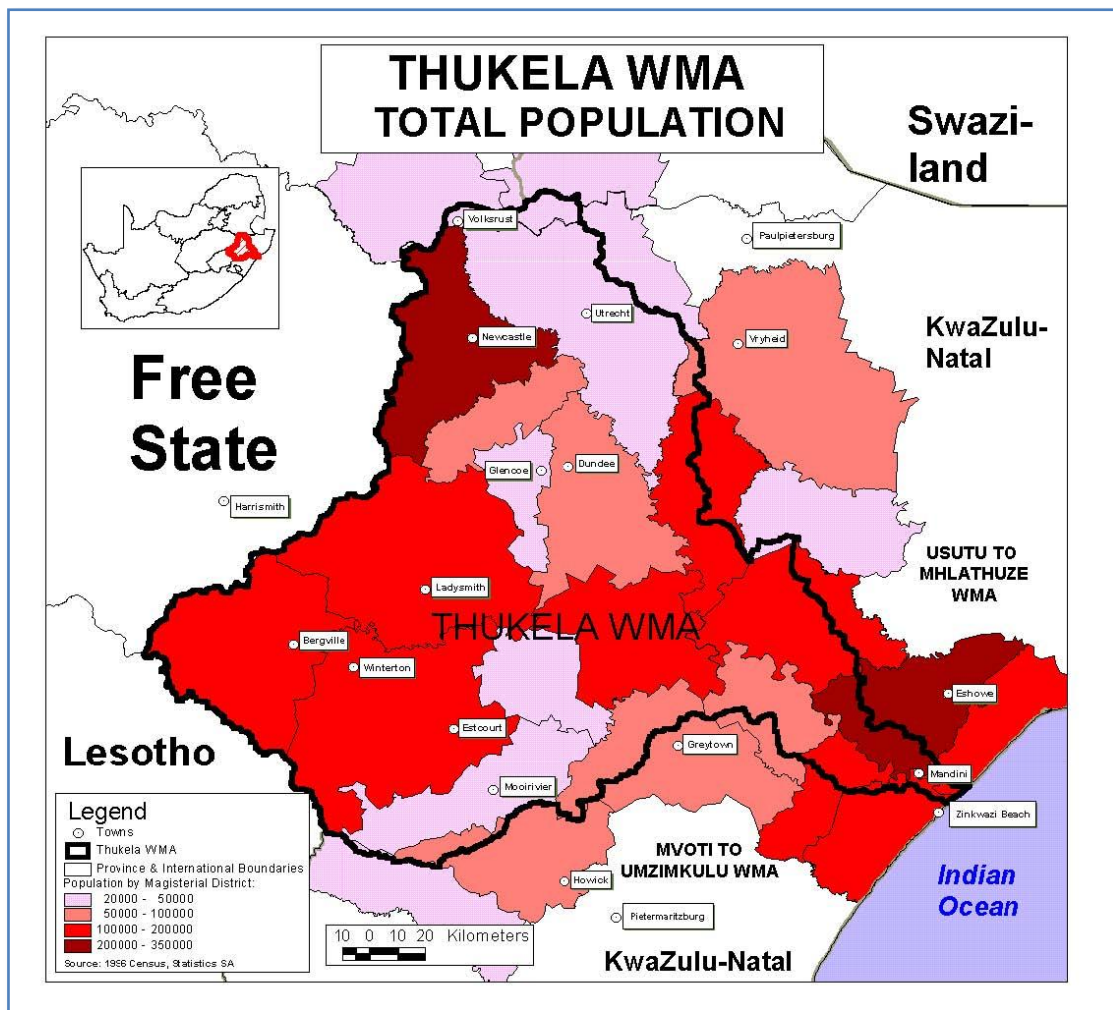 THUKELA WMA
TOTAL POPULATION
Swazi-
land
Volksrust
Paulpietersburg
Utrecht
Newcastle
Vryheid
KwaZulu-
Natal
Free
State
Glencoe
Dundee
Harrismith
USUTU TO
MHLATHUZE
WMA
Ladysmith
THUKELA WMA
Bergville
Winterton
Eshowe
Estcourt
Greytown
Lesotho
Mandini
Mooirivier
Zinkwazi Beach
Legend
Towns
Thukela WMA
Province & International Boundaries
Population by Magisterial District:
20000 - 50000
50000 - 100000
100000 - 200000
200000 - 350000
Source: 1996 Census, Statistics SA
MVOTI TO
UMZIMKULU WMA
Howick
Pietermaritzburg
Indian
Ocean
10 0 10 20 Kilometers
KwaZulu-Natal